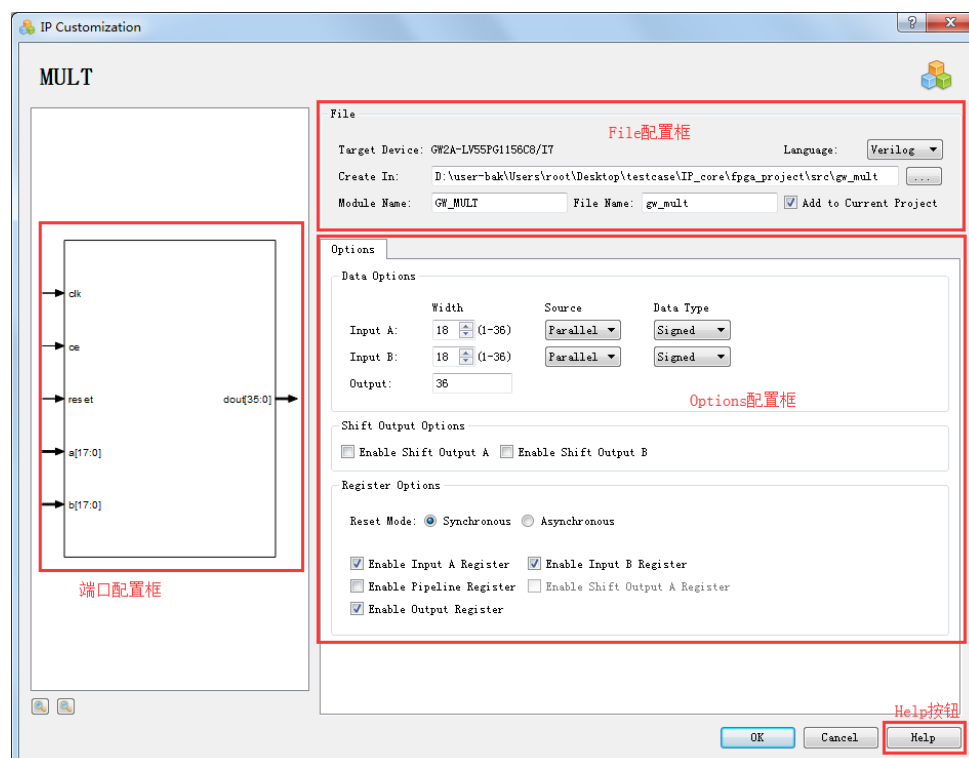 IP Customization
MULT
File
File配置框
Target Device: GW2A-LV55PG1156C8/I7 Language: Verilog
Create In: D:\user-bak\Users\root\Desktop\testcase\IP_core\fpga_project\src\gw_mult ...
Module Name: GW_MULT File Name: gw_mult Add to Current Project
Options
Data Options
Width Source Data Type
Input A: 18 (1-36) Parallel Signed
Input B: 18 (1-36) Parallel Signed
Output: 36
Options配置框
Shift Output Options
Enable Shift Output A Enable Shift Output B
Register Options
Reset Mode: Synchronous Asynchronous
Enable Input A Register Enable Input B Register
Enable Pipeline Register Enable Shift Output A Register
Enable Output Register
clk
ce
reset dout[35:0]
a[17:0]
b[17:0]
端口配置框
Help按钮
OK Cancel Help